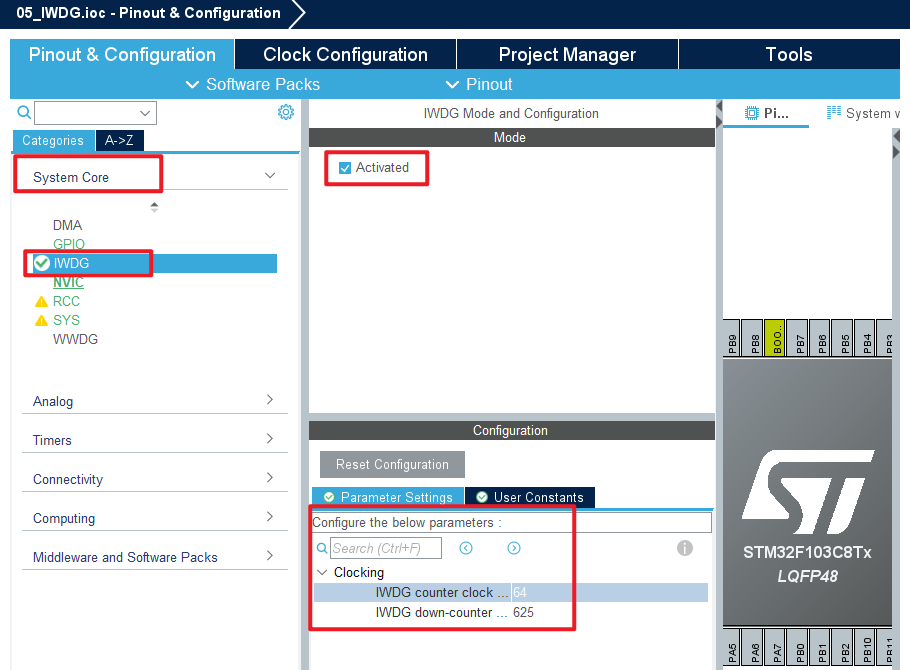 05_IWDG.ioc - Pinout & Configuration
Pinout & Configuration
Clock Configuration
Project Manager
Tools
Software Packs
Pinout
Categories
A->Z
System Core
DMA
GPIO
IWDG
NVIC
RCC
SYS
WWDG
Analog
Timers
Connectivity
Computing
Middleware and Software Packs
IWDG Mode and Configuration
Mode
Activated
Configuration
Reset Configuration
Parameter Settings
User Constants
Configure the below parameters :
Search (Ctrl+F)
Clocking
IWDG counter clock ... 64
IWDG down-counter ... 625
Pi...
System v
PB9
PB8
BOO..
PB7
PB6
PB5
PB4
PB3
ST
STM32F103C8Tx
LQFP48
PA5
PA6
PA7
PB0
PB1
PB2
PB10
PB11